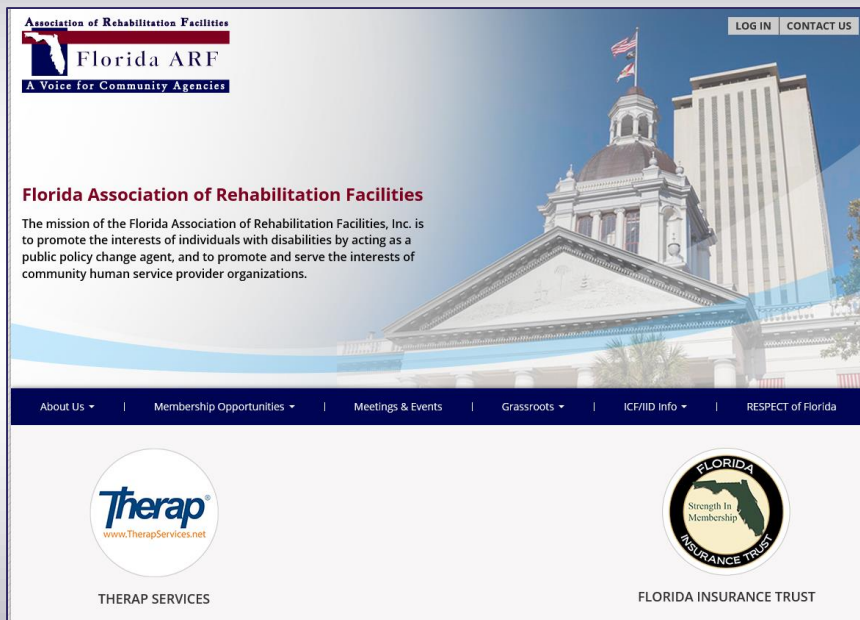 Association of Rehabilitation Facilities
Florida ARF
A Voice for Community Agencies
LOG IN
CONTACT US
Florida Association of Rehabilitation Facilities
The mission of the Florida Association of Rehabilitation Facilities, Inc. is
to promote the interests of individuals with disabilities by acting as a
public policy change agent, and to promote and serve the interests of
community human service provider organizations.
About Us | Membership Opportunities | Meetings & Events | Grassroots | ICF/IID Info | RESPECT of Florida
Therap®
www.TherapServices.net
THERAP SERVICES
FLORIDA
Strength In
Membership
INSURANCE TRUST
FLORIDA INSURANCE TRUST